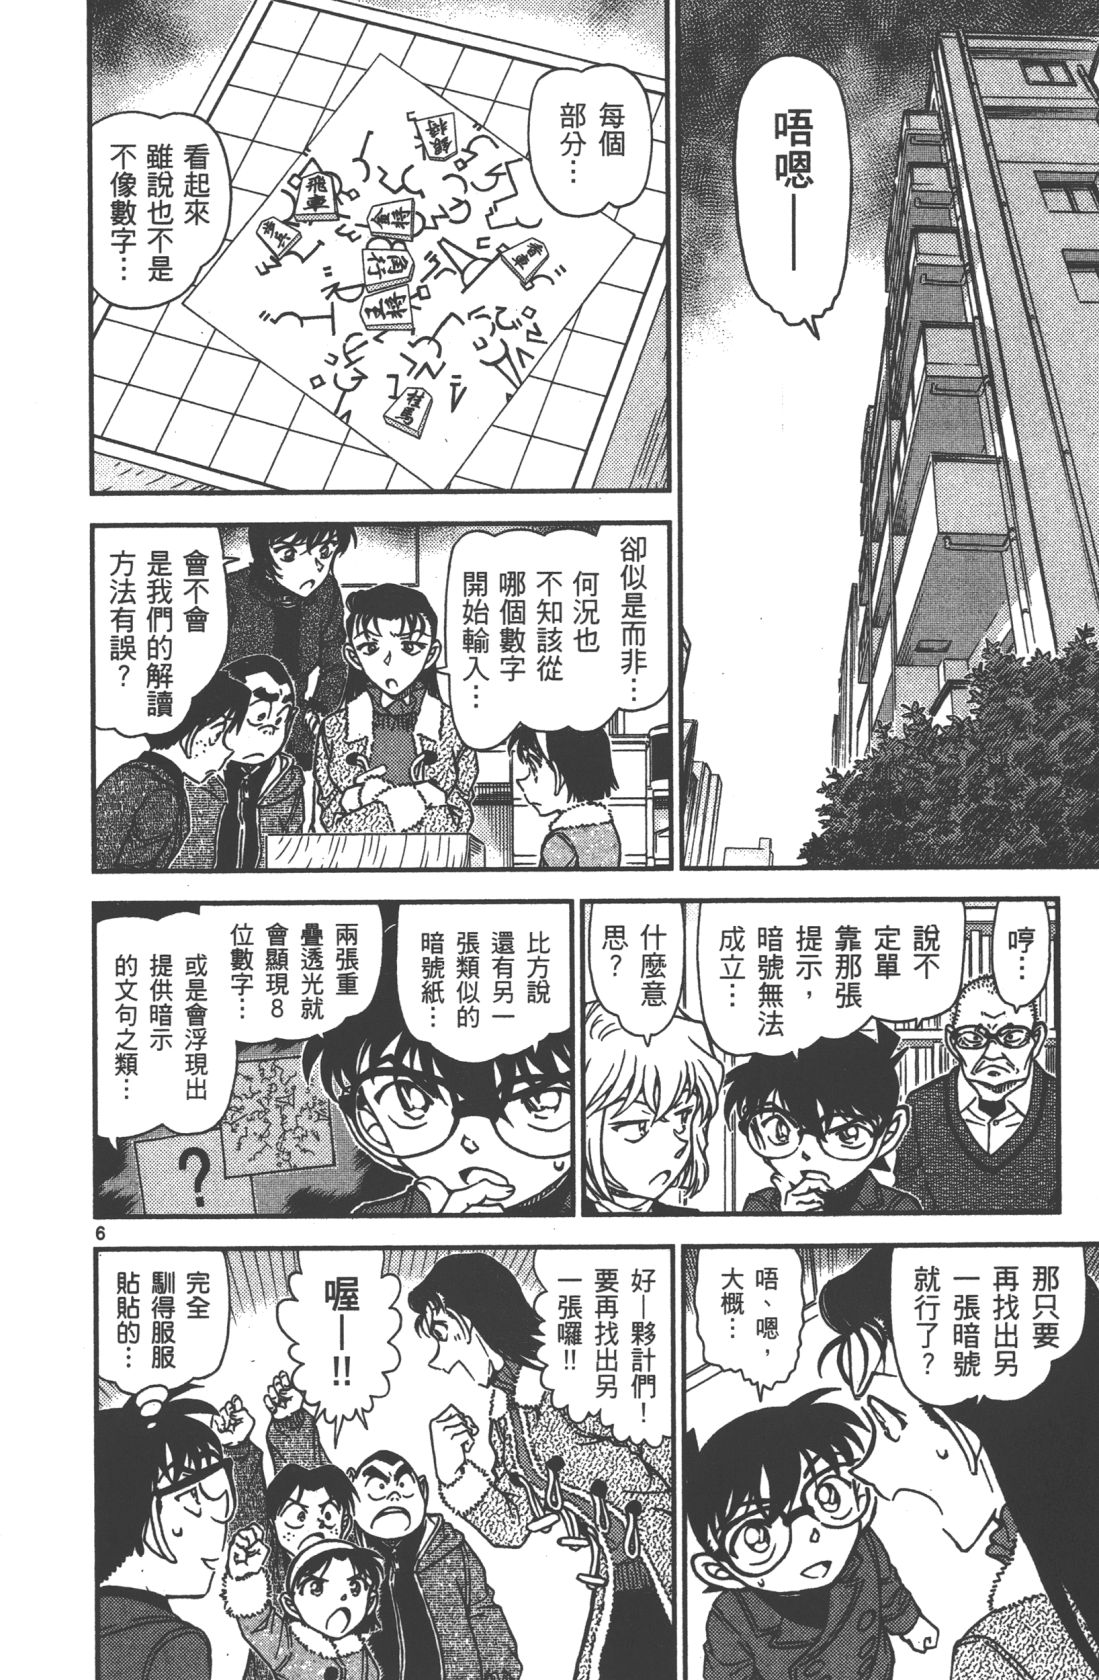 唔嗯——
每個
部分…
看起來
雖說也不是
不像數字…
飛車
桂馬
卻似是而非…
何況也
不知該從
哪個數字
開始輸入…
會不會
是我們的解讀
方法有誤？
哼…
說不
定單
靠那張
提示，
暗號無法
成立…
什麼意
思？
比方說
還有另一
張類似的
暗號紙…
兩張重
疊透光就
會顯現8
位數字…
或是會浮現出
提供暗示
的文句之類…
？
6
那只要
再找出另
一張暗號
就行了？
唔、嗯，
大概…
好—夥計們！
要再找出另
一張囉!!
喔—!!
完全
馴得服服
貼貼的…